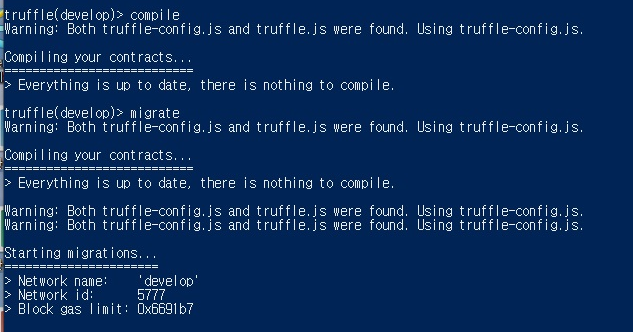 truffle(develop)> compile
Warning: Both truffle-config.js and truffle.js were found. Using truffle-config.js.
Compiling your contracts...
===========================
> Everything is up to date, there is nothing to compile.
truffle(develop)> migrate
Warning: Both truffle-config.js and truffle.js were found. Using truffle-config.js.
Compiling your contracts...
===========================
> Everything is up to date, there is nothing to compile.
Warning: Both truffle-config.js and truffle.js were found. Using truffle-config.js.
Warning: Both truffle-config.js and truffle.js were found. Using truffle-config.js.
Starting migrations...
======================
> Network name:    'develop'
> Network id:      5777
> Block gas limit: 0x6691b7